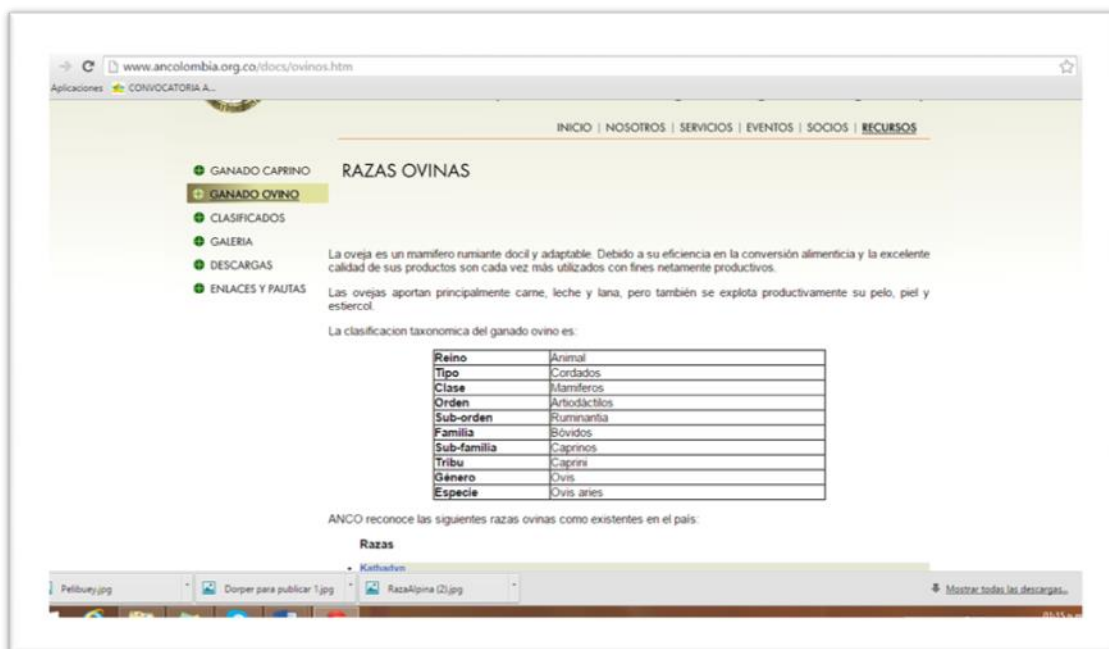 www.ancolombia.org.co/docs/ovinos.htm
Aplicaciones CONVOCATORIA A...
INICIO | NOSOTROS | SERVICIOS | EVENTOS | SOCIOS | RECURSOS
GANADO CAPRINO
GANADO OVINO
CLASIFICADOS
GALERIA
DESCARGAS
ENLACES Y PAUTAS
RAZAS OVINAS
La oveja es un mamifero rumiante docil y adaptable. Debido a su eficiencia en la conversión alimenticia y la excelente
calidad de sus productos son cada vez más utilizados con fines netamente productivos.
Las ovejas aportan principalmente carne, leche y lana, pero también se explota productivamente su pelo, piel y
estiercol.
La clasificacion taxonomica del ganado ovino es:
Reino Animal
Tipo Cordados
Clase Mamiferos
Orden Artiodáctilos
Sub-orden Ruminantia
Familia Bóvidos
Sub-familia Caprinos
Tribu Caprini
Género Ovis
Especie Ovis aries
ANCO reconoce las siguientes razas ovinas como existentes en el país:
Razas
Kathadyn
Pelibuey.jpg Dorper para publicar 1.jpg RazaAlpina (2).jpg Mostrar todas las descargas...
01:15 p.m.